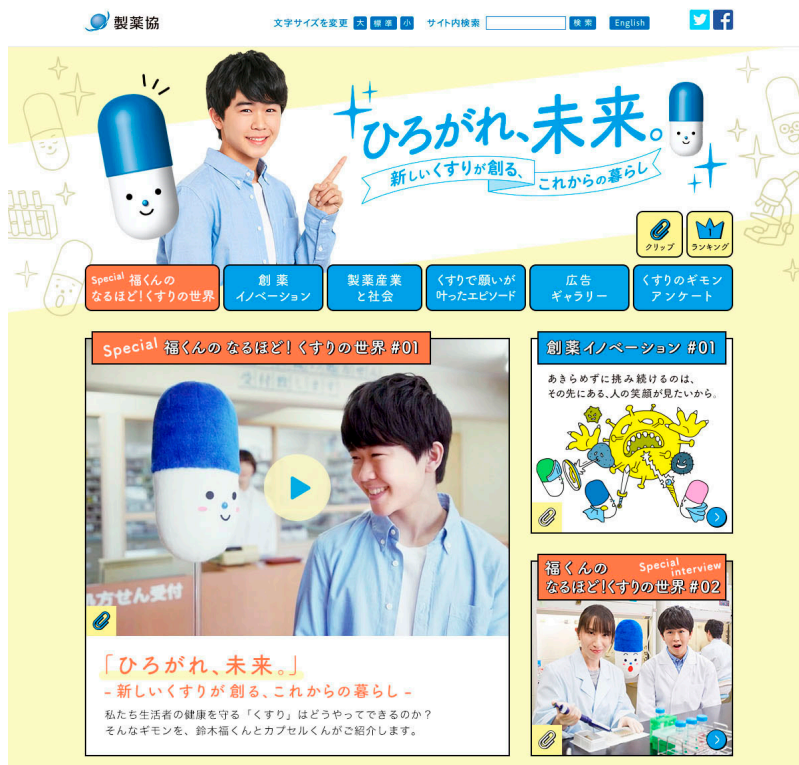 製薬協
文字サイズを変更 大 標準 小 サイト内検索 検索 English
ひろがれ、未来。
新しいくすりが創る、これからの暮らし
クリップ
1
ランキング
Special 福くんの
なるほど!くすりの世界
創薬
イノベーション
製薬産業
と社会
くすりで願いが
叶ったエピソード
広告
ギャラリー
くすりのギモン
アンケート
Special 福くんの なるほど! くすりの世界 #01
処方せん受付
「ひろがれ、未来。」
- 新しいくすりが 創る、これからの暮らし -
私たち生活者の健康を守る「くすり」はどうやってできるのか?
そんなギモンを、鈴木福くんとカプセルくんがご紹介します。
創薬イノベーション #01
あきらめずに挑み続けるのは、
その先にある、人の笑顔が見たいから。
福くんの Special interview
なるほど!くすりの世界 #02